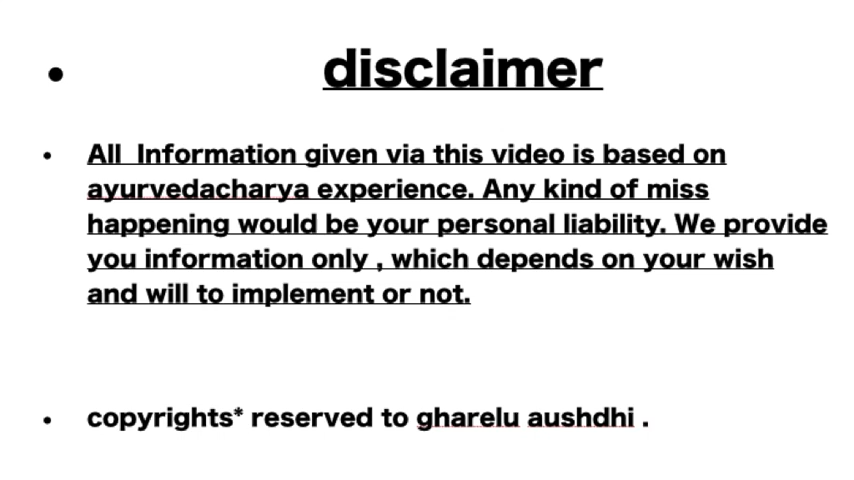 • disclaimer
• All  Information given via this video is based on
ayurvedacharya experience. Any kind of miss
happening would be your personal liability. We provide
you information only , which depends on your wish
and will to implement or not.
• copyrights* reserved to gharelu aushdhi .